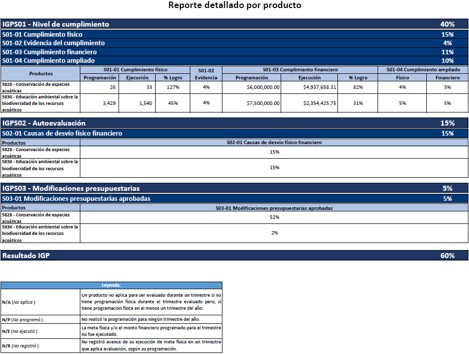 Reporte detallado por producto
IGPS01 - Nivel de cumplimiento 40%
S01-01 Cumplimiento físico 15%
S01-02 Evidencia del cumplimiento 4%
S01-03 Cumplimiento financiero 11%
S01-04 Cumplimiento ampliado 10%
Productos S01-01 Cumplimiento físico S01-02 S01-03 Cumplimiento financiero S01-04 Cumplimiento ampliado
Programación Ejecución % Logro Evidencia Programación Ejecución % Logro Físico Financiero
5828 - Conservación de especies
acuáticas 26 33 127% 4% $6,000,000.00 $4,937,658.31 82% 4% 5%
5830 - Educación ambiental sobre la
biodiversidad de los recursos
acuáticos 3,429 1,540 45% 4% $7,500,000.00 $2,354,425.75 31% 5% 5%
IGPS02 - Autoevaluación 15%
S02-01 Causas de desvío físico financiero 15%
Productos S02-01 Causas de desvío físico financiero
5828 - Conservación de especies
acuáticas 15%
5830 - Educación ambiental sobre la
biodiversidad de los recursos
acuáticos 15%
IGPS03 - Modificaciones presupuestarias 5%
S03-01 Modificaciones presupuestarias aprobadas 5%
Productos S03-01 Modificaciones presupuestarias aprobadas
5828 - Conservación de especies
acuáticas 52%
5830 - Educación ambiental sobre la
biodiversidad de los recursos
acuáticos 2%
Resultado IGP 60%
Leyenda:
N/A (No aplica): Un producto no aplica para ser evaluado durante un trimestre si no
tiene programación física durante el trimestre evaluado pero, si
tiene programación física en al menos un trimestre del año.
N/P (No programó): No realizó la programación para ningún trimestre del año.
N/E (No ejecutó): La meta física y/o el monto financiero programado para el trimestre
no fue ejecutado.
N/R (No registró): No registró avance de su ejecución de meta física en un trimestre
que aplica evaluación, según su programación.